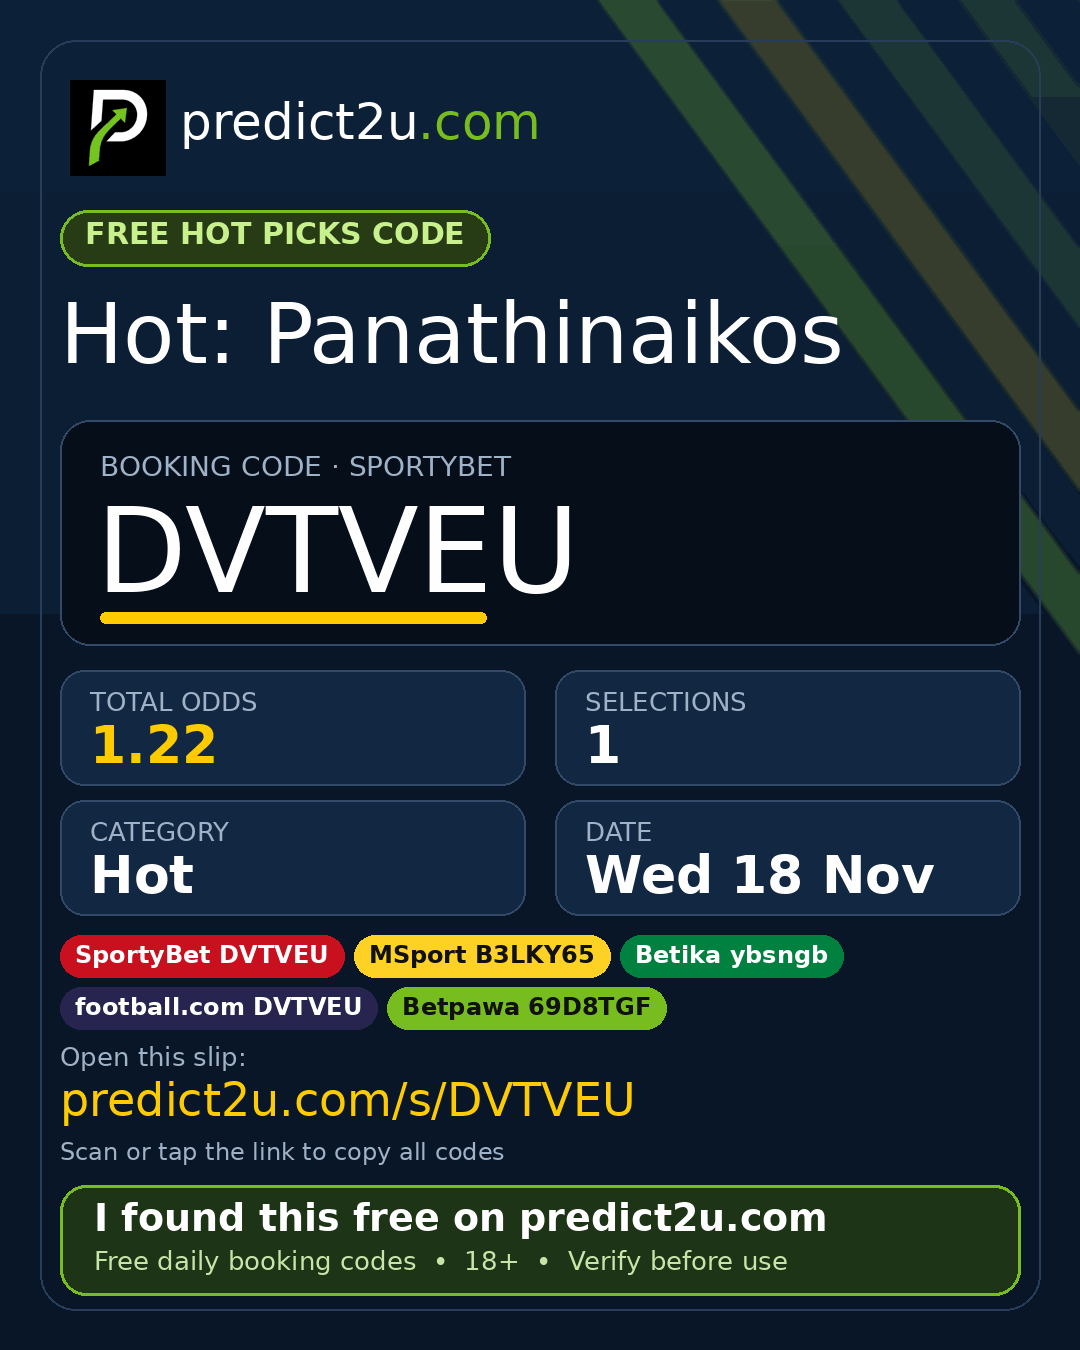 predict2u.com
FREE HOT PICKS CODE
Hot: Panathinaikos
BOOKING CODE · SPORTYBET
DVTVEU
TOTAL ODDS
1.22
SELECTIONS
1
CATEGORY
Hot
DATE
Wed 18 Nov
SportyBet DVTVEU
MSport B3LKY65
Betika ybsngb
football.com DVTVEU
Betpawa 69D8TGF
Open this slip:
predict2u.com/s/DVTVEU
Scan or tap the link to copy all codes
I found this free on predict2u.com
Free daily booking codes • 18+ • Verify before use